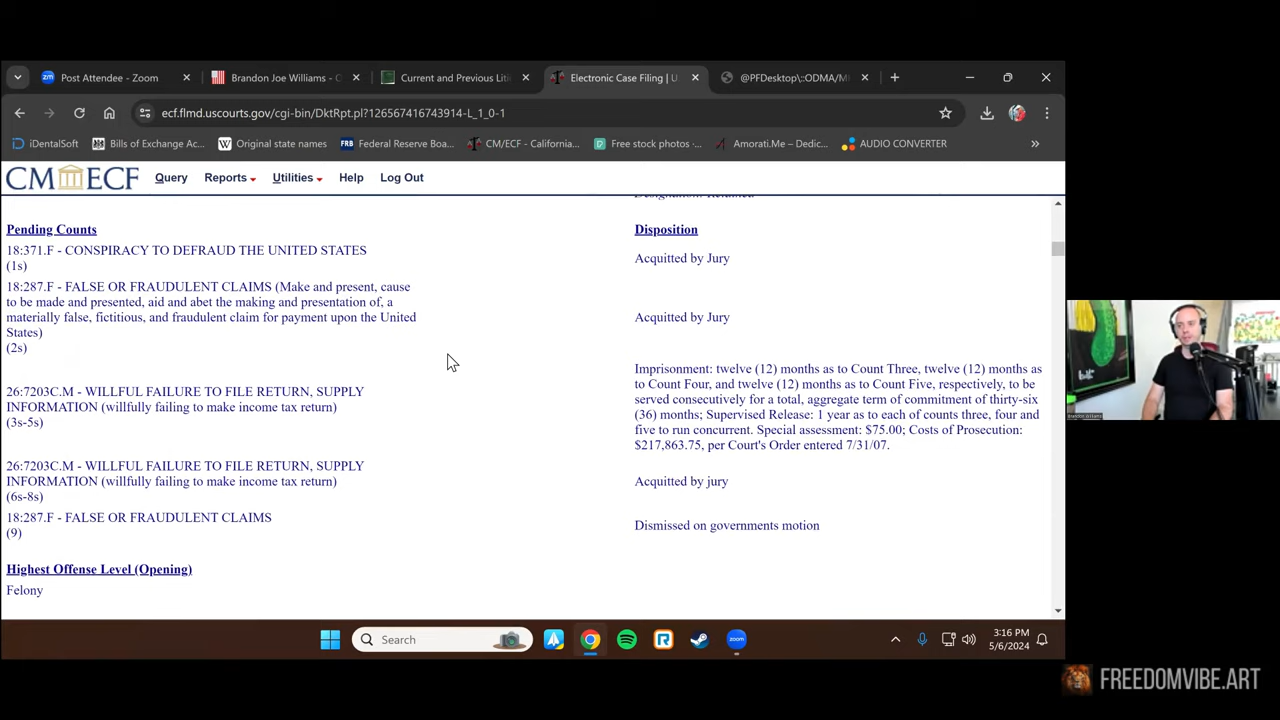 Post Attendee - Zoom
Brandon Joe Williams - C
Current and Previous Liti
Electronic Case Filing | U
@PFDesktop\::ODMA/MI
ecf.flmd.uscourts.gov/cgi-bin/DktRpt.pl?126567416743914-L_1_0-1
iDentalSoft
Bills of Exchange Ac...
Original state names
Federal Reserve Boa...
CM/ECF - California...
Free stock photos -...
Amorati.Me – Dedic...
AUDIO CONVERTER
CM ECF
Query
Reports
Utilities
Help
Log Out
Pending Counts
Disposition
18:371.F - CONSPIRACY TO DEFRAUD THE UNITED STATES
(1s)
Acquitted by Jury
18:287.F - FALSE OR FRAUDULENT CLAIMS (Make and present, cause
to be made and presented, aid and abet the making and presentation of, a
materially false, fictitious, and fraudulent claim for payment upon the United
States)
(2s)
Acquitted by Jury
26:7203C.M - WILLFUL FAILURE TO FILE RETURN, SUPPLY
INFORMATION (willfully failing to make income tax return)
(3s-5s)
Imprisonment: twelve (12) months as to Count Three, twelve (12) months as
to Count Four, and twelve (12) months as to Count Five, respectively, to be
served consecutively for a total, aggregate term of commitment of thirty-six
(36) months; Supervised Release: 1 year as to each of counts three, four and
five to run concurrent. Special assessment: $75.00; Costs of Prosecution:
$217,863.75, per Court's Order entered 7/31/07.
26:7203C.M - WILLFUL FAILURE TO FILE RETURN, SUPPLY
INFORMATION (willfully failing to make income tax return)
(6s-8s)
Acquitted by jury
18:287.F - FALSE OR FRAUDULENT CLAIMS
(9)
Dismissed on governments motion
Highest Offense Level (Opening)
Felony
Search
3:16 PM
5/6/2024
Brandon Williams
FREEDOMVIBE.ART